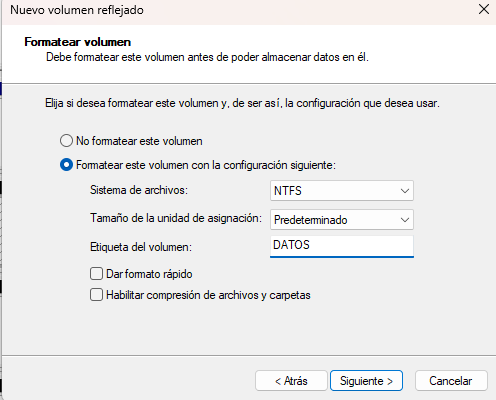 Nuevo volumen reflejado
Formatear volumen
Debe formatear este volumen antes de poder almacenar datos en él.
Elija si desea formatear este volumen y, de ser así, la configuración que desea usar.
No formatear este volumen
Formatear este volumen con la configuración siguiente:
Sistema de archivos: NTFS
Tamaño de la unidad de asignación: Predeterminado
Etiqueta del volumen: DATOS
Dar formato rápido
Habilitar compresión de archivos y carpetas
< Atrás Siguiente > Cancelar